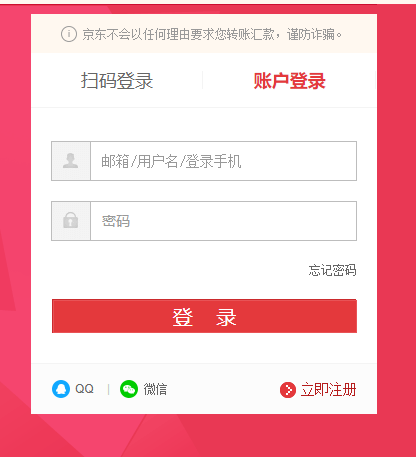 京东不会以任何理由要求您转账汇款，谨防诈骗。
扫码登录 账户登录
邮箱/用户名/登录手机
密码
忘记密码
登 录
QQ | 微信 立即注册